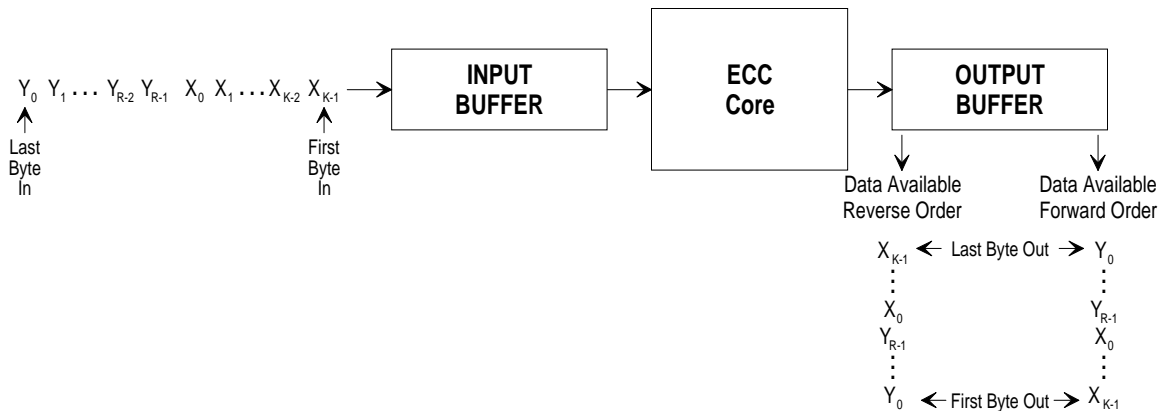 Y0 Y1 ... YR-2 YR-1 X0 X1 ... XK-2 XK-1
Last
Byte
In
First
Byte
In
INPUT
BUFFER
ECC
Core
OUTPUT
BUFFER
Data Available
Reverse Order
Data Available
Forward Order
XK-1
Last Byte Out
Y0
X0
YR-1
YR-1
X0
Y0
First Byte Out
XK-1